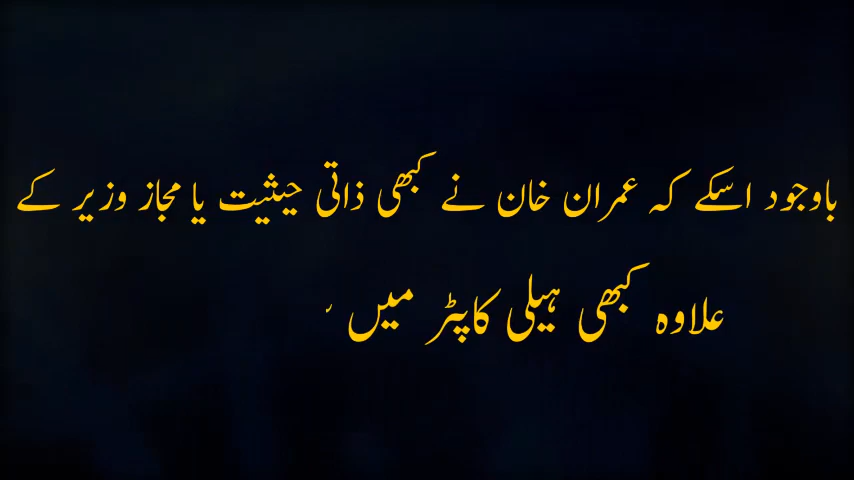 باوجود اسکے کہ عمران خان نے کبھی ذاتی حیثیت یا مجاز وزیر کے
علاوہ کبھی ہیلی کاپٹر میں